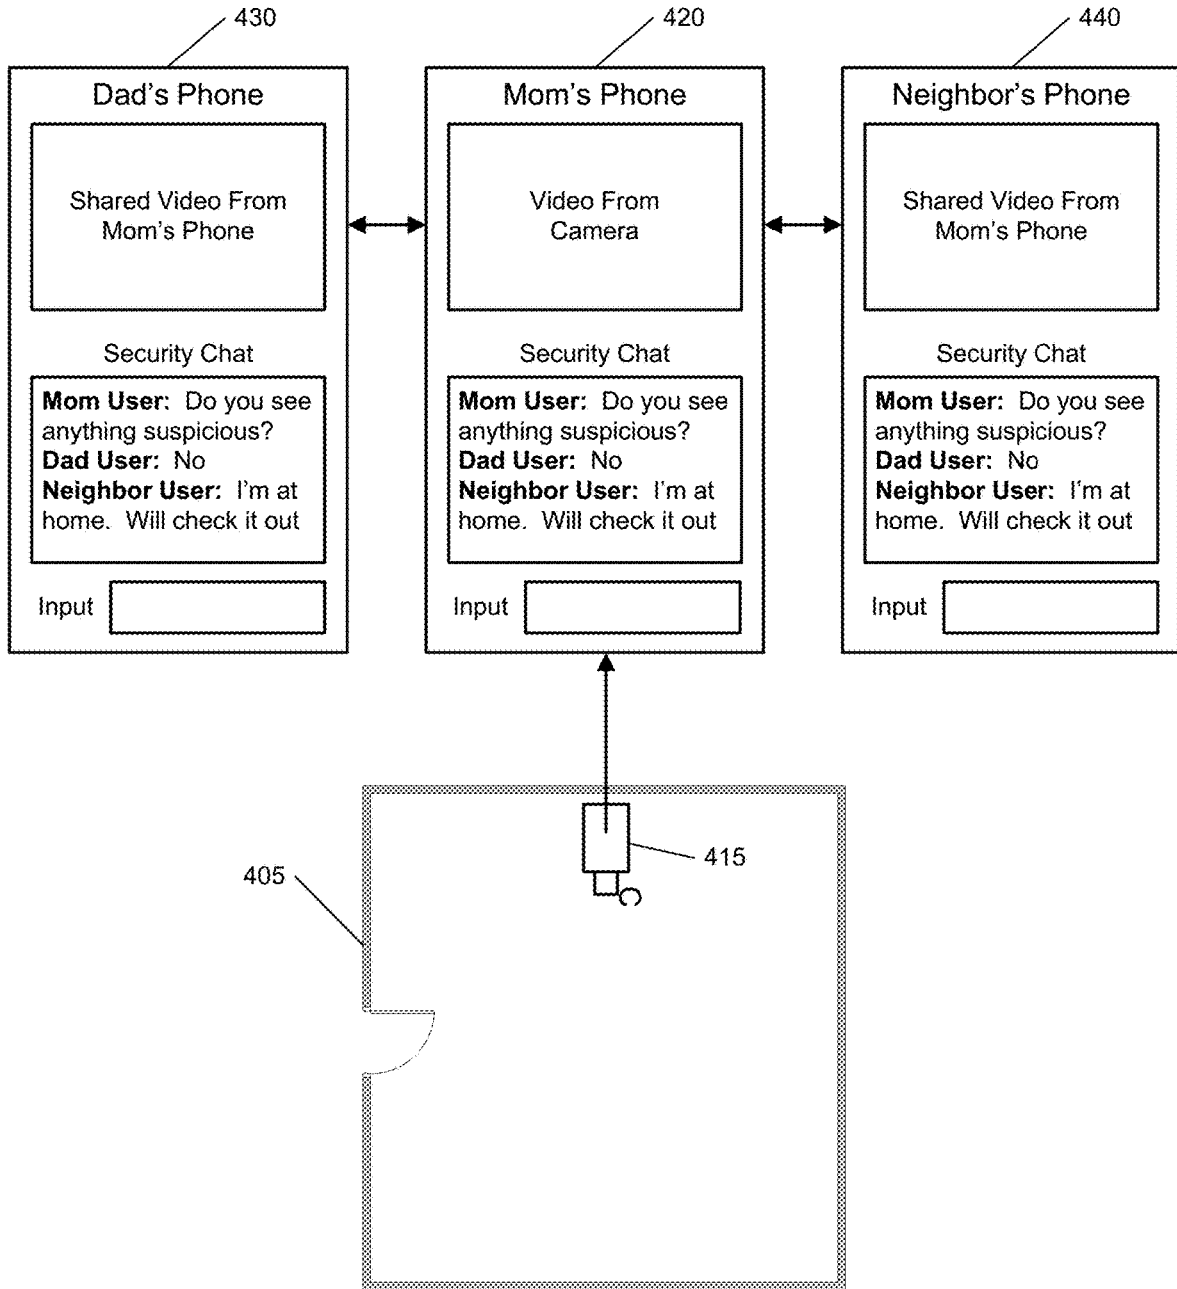 430
420
440
Dad's Phone
Shared Video From
Mom's Phone
Security Chat
Mom User: Do you see
anything suspicious?
Dad User: No
Neighbor User: I'm at
home. Will check it out
Input
Mom's Phone
Video From
Camera
Security Chat
Mom User: Do you see
anything suspicious?
Dad User: No
Neighbor User: I'm at
home. Will check it out
Input
Neighbor's Phone
Shared Video From
Mom's Phone
Security Chat
Mom User: Do you see
anything suspicious?
Dad User: No
Neighbor User: I'm at
home. Will check it out
Input
415
405